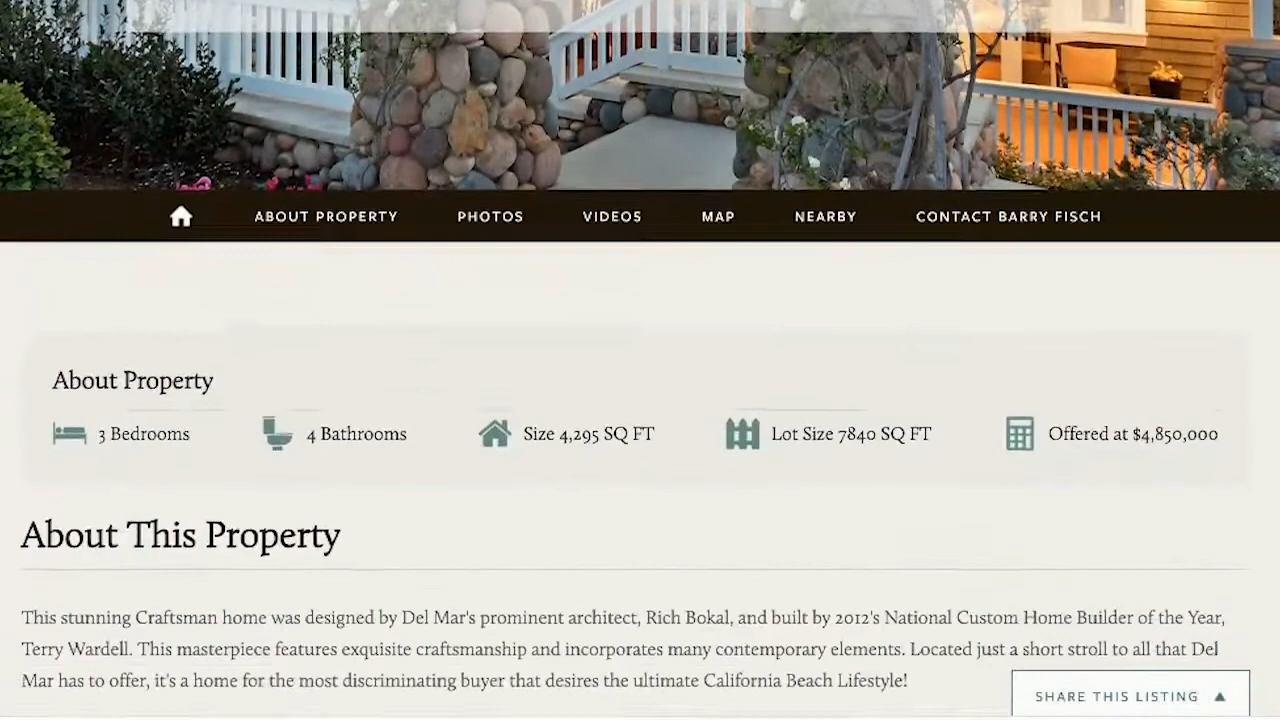 ABOUT PROPERTY PHOTOS VIDEOS MAP NEARBY CONTACT BARRY FISCH
About Property
3 Bedrooms 4 Bathrooms Size 4,295 SQ FT Lot Size 7840 SQ FT Offered at $4,850,000
About This Property
This stunning Craftsman home was designed by Del Mar's prominent architect, Rich Bokal, and built by 2012's National Custom Home Builder of the Year,
Terry Wardell. This masterpiece features exquisite craftsmanship and incorporates many contemporary elements. Located just a short stroll to all that Del
Mar has to offer, it's a home for the most discriminating buyer that desires the ultimate California Beach Lifestyle!
SHARE THIS LISTING ▲